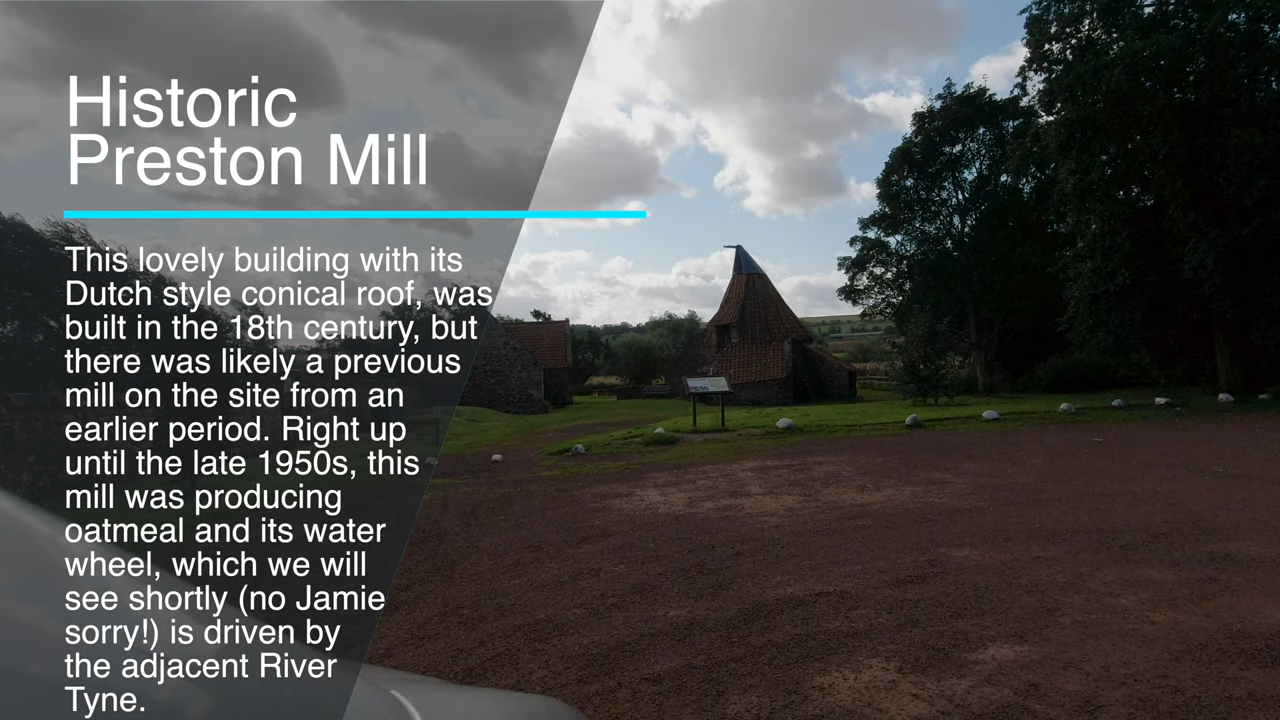 Historic
Preston Mill
This lovely building with its
Dutch style conical roof, was
built in the 18th century, but
there was likely a previous
mill on the site from an
earlier period. Right up
until the late 1950s, this
mill was producing
oatmeal and its water
wheel, which we will
see shortly (no Jamie
sorry!) is driven by
the adjacent River
Tyne.